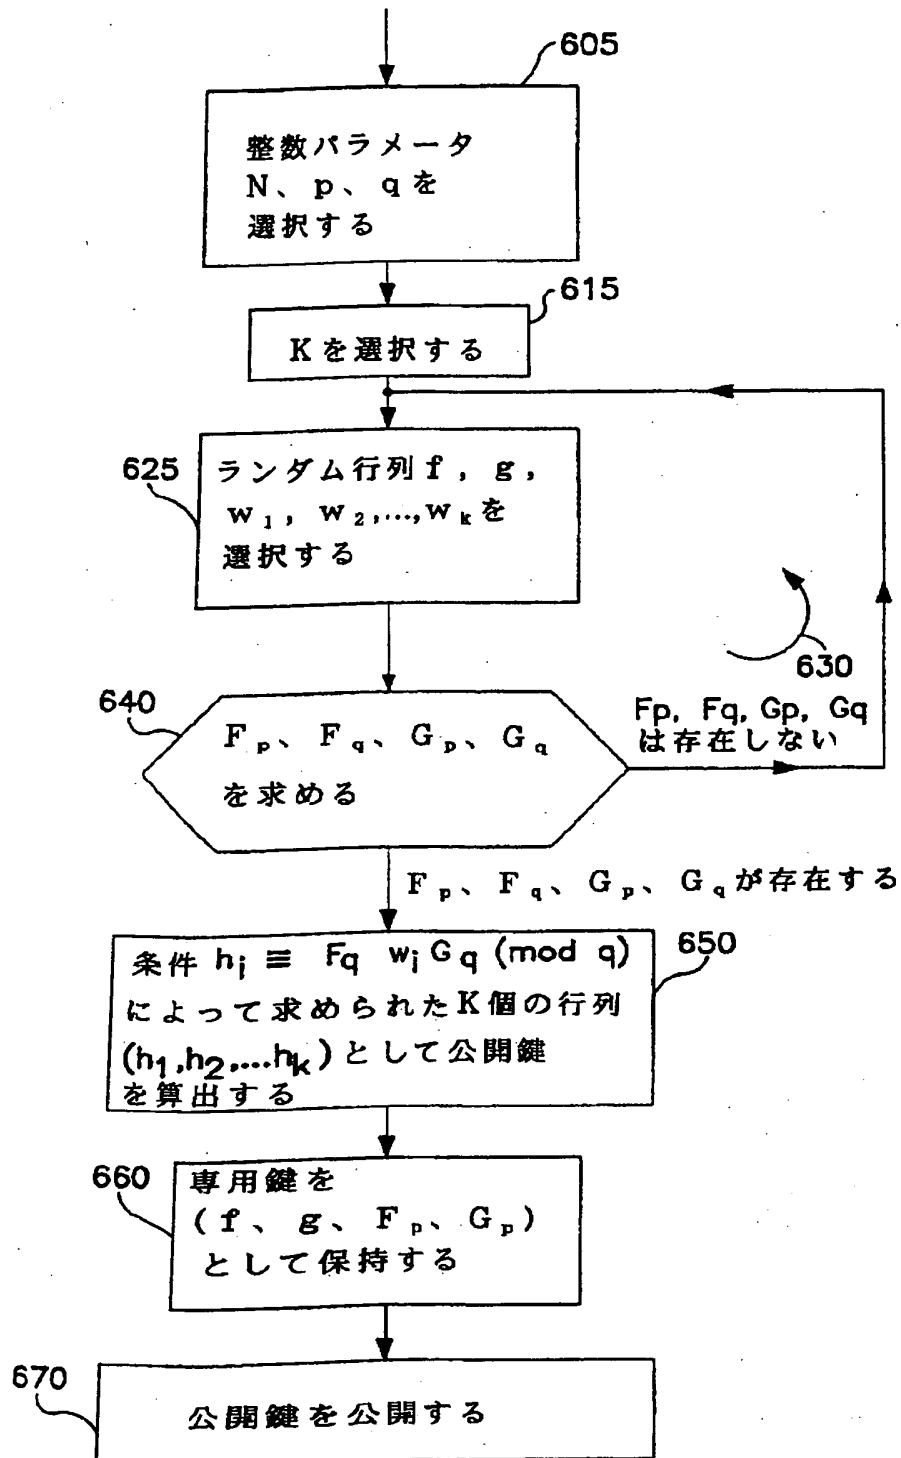 605
整数パラメータ
N、p、qを
選択する
615
Kを選択する
625
ランダム行列f, g,
w₁, w₂,...,wₖを
選択する
630
640
Fₚ、F_q、Gₚ、G_q
を求める
Fp, Fq, Gp, Gq
は存在しない
Fₚ、F_q、Gₚ、G_qが存在する
650
条件 hᵢ ≡ Fq wᵢ Gq (mod q)
によって求められたK個の行列
(h₁,h₂,....hₖ)として公開鍵
を算出する
660
専用鍵を
(f、g、Fₚ、Gₚ)
として保持する
670
公開鍵を公開する